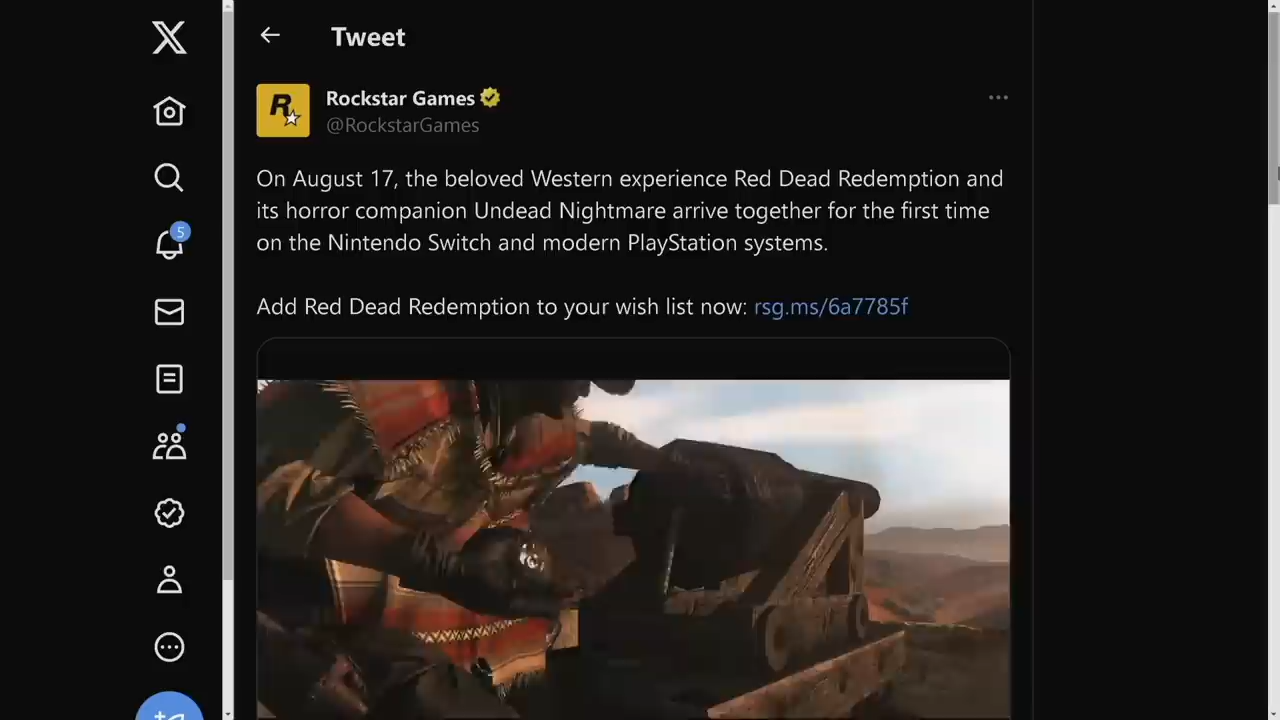 Tweet
Rockstar Games
@RockstarGames
On August 17, the beloved Western experience Red Dead Redemption and
its horror companion Undead Nightmare arrive together for the first time
on the Nintendo Switch and modern PlayStation systems.
Add Red Dead Redemption to your wish list now: rsg.ms/6a7785f
5